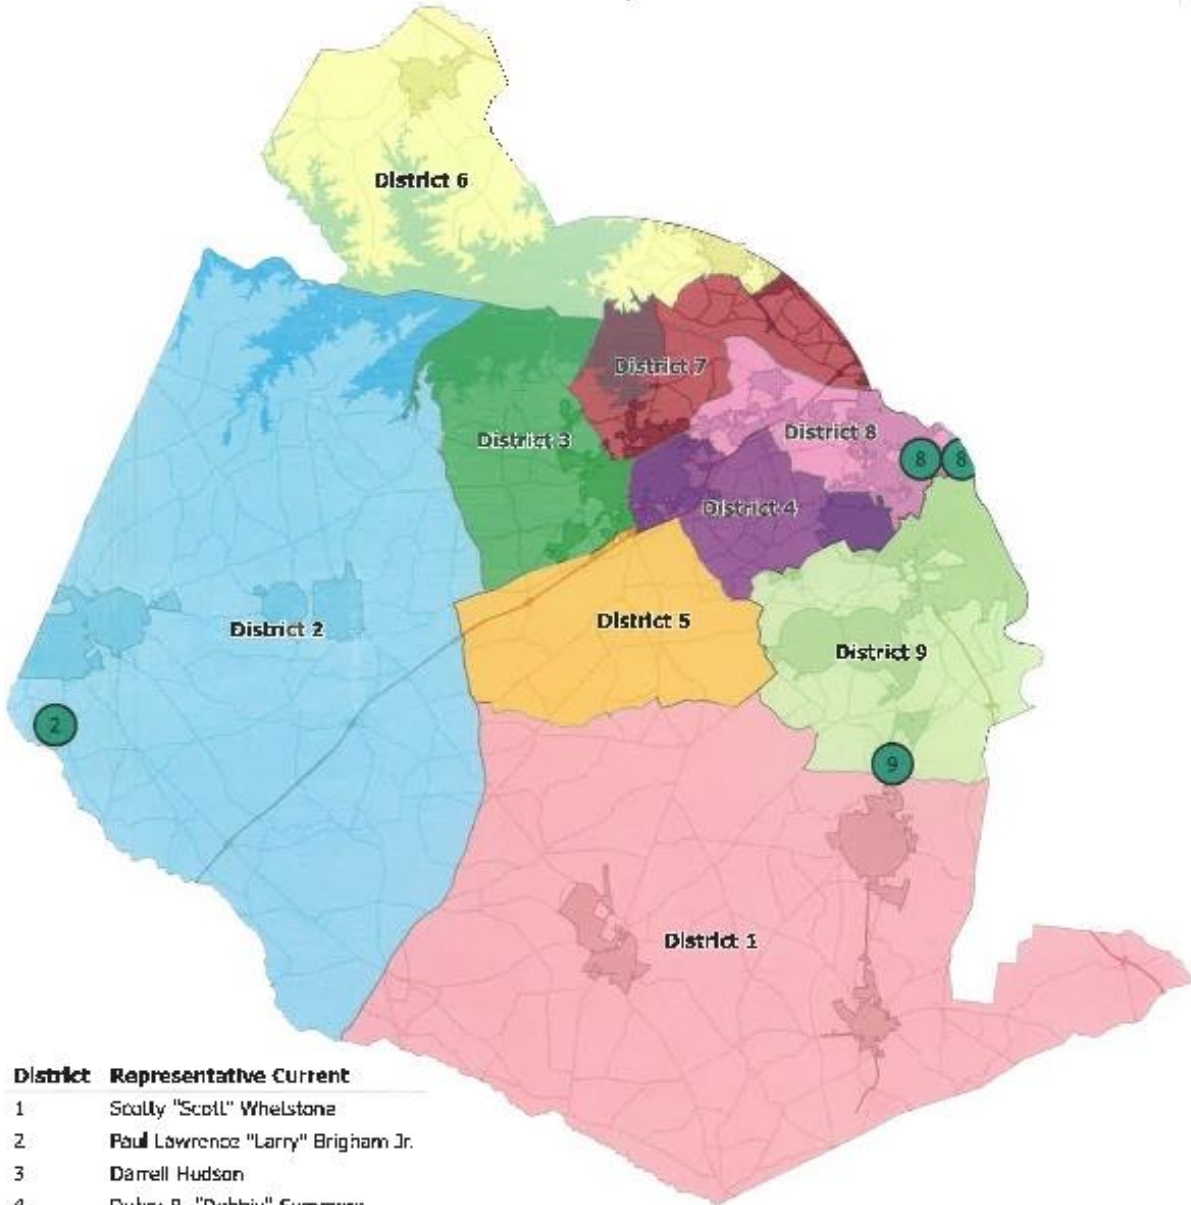 District 6
District 7
District 3
District 8
8
8
District 4
District 2
District 5
District 9
2
9
District 1
District Representative Current
1 Scotty "Scott" Whetstone
2 Paul Lawrence "Larry" Brigham Jr.
3 Darrell Hudson